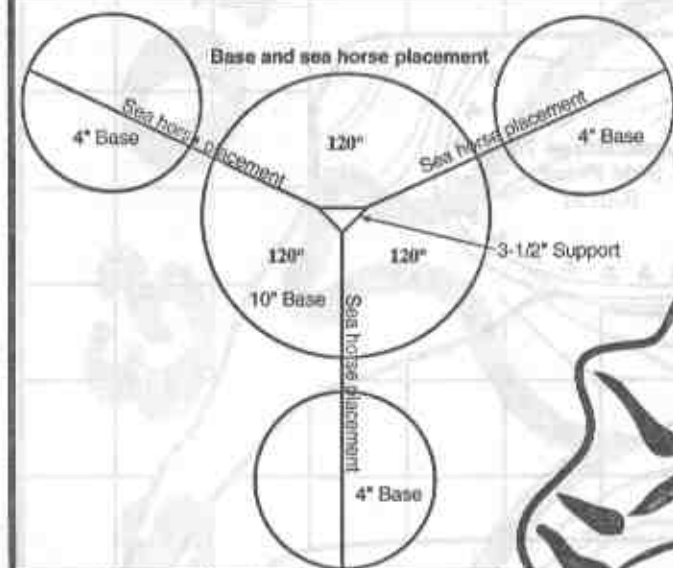 Base and sea horse placement
Sea horse placement
4" Base
120°
Sea horse placement
4" Base
120°
120°
3-1/2" Support
10" Base
Sea horse placement
4" Base